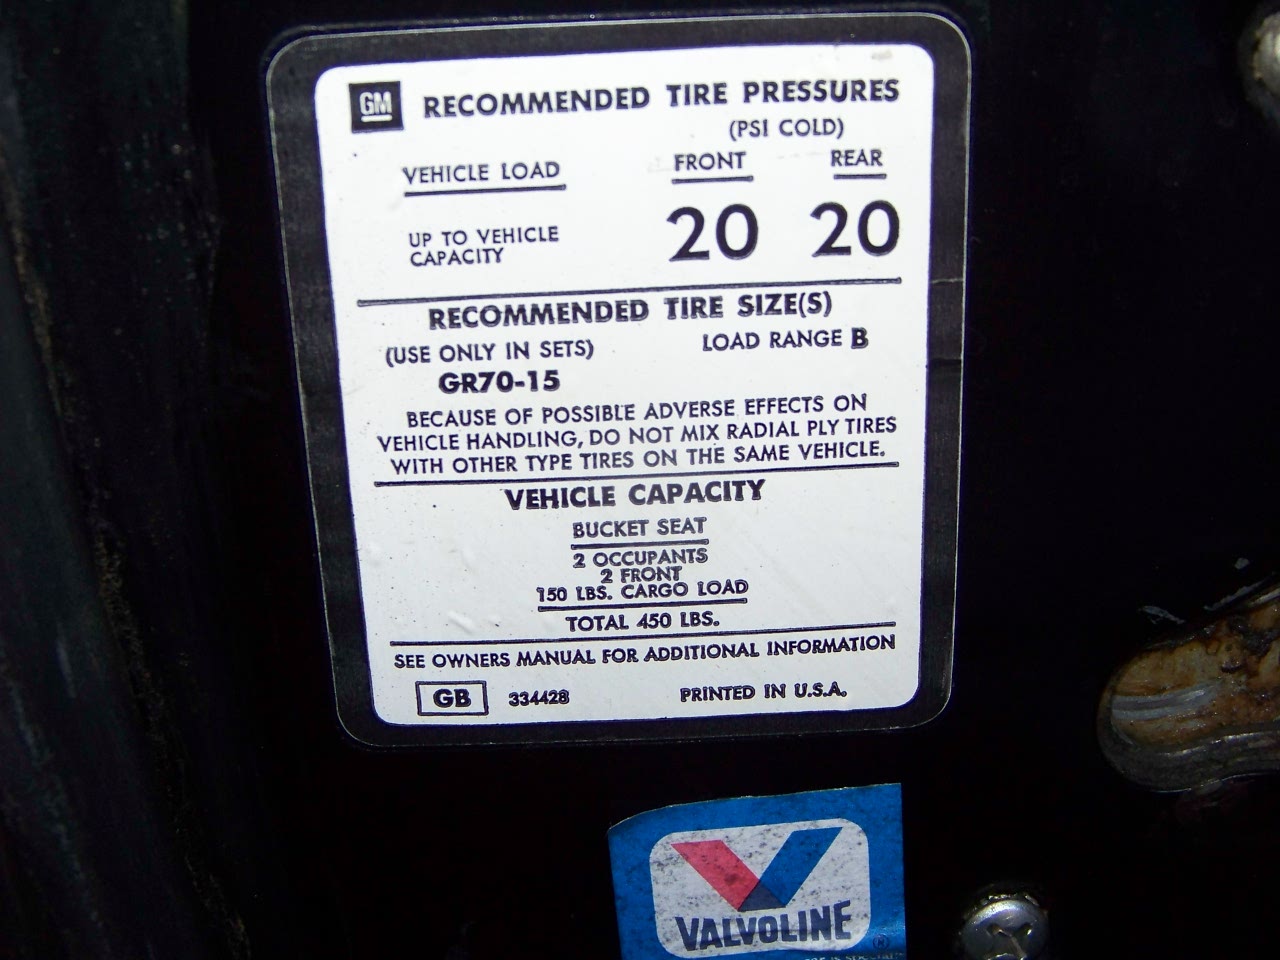 GM RECOMMENDED TIRE PRESSURES
(PSI COLD)
VEHICLE LOAD FRONT REAR
UP TO VEHICLE CAPACITY 20 20
RECOMMENDED TIRE SIZE(S)
(USE ONLY IN SETS) LOAD RANGE B
GR70-15
BECAUSE OF POSSIBLE ADVERSE EFFECTS ON
VEHICLE HANDLING, DO NOT MIX RADIAL PLY TIRES
WITH OTHER TYPE TIRES ON THE SAME VEHICLE.
VEHICLE CAPACITY
BUCKET SEAT
2 OCCUPANTS
2 FRONT
150 LBS. CARGO LOAD
TOTAL 450 LBS.
SEE OWNERS MANUAL FOR ADDITIONAL INFORMATION
GB 334428 PRINTED IN U.S.A.
VALVOLINE ®